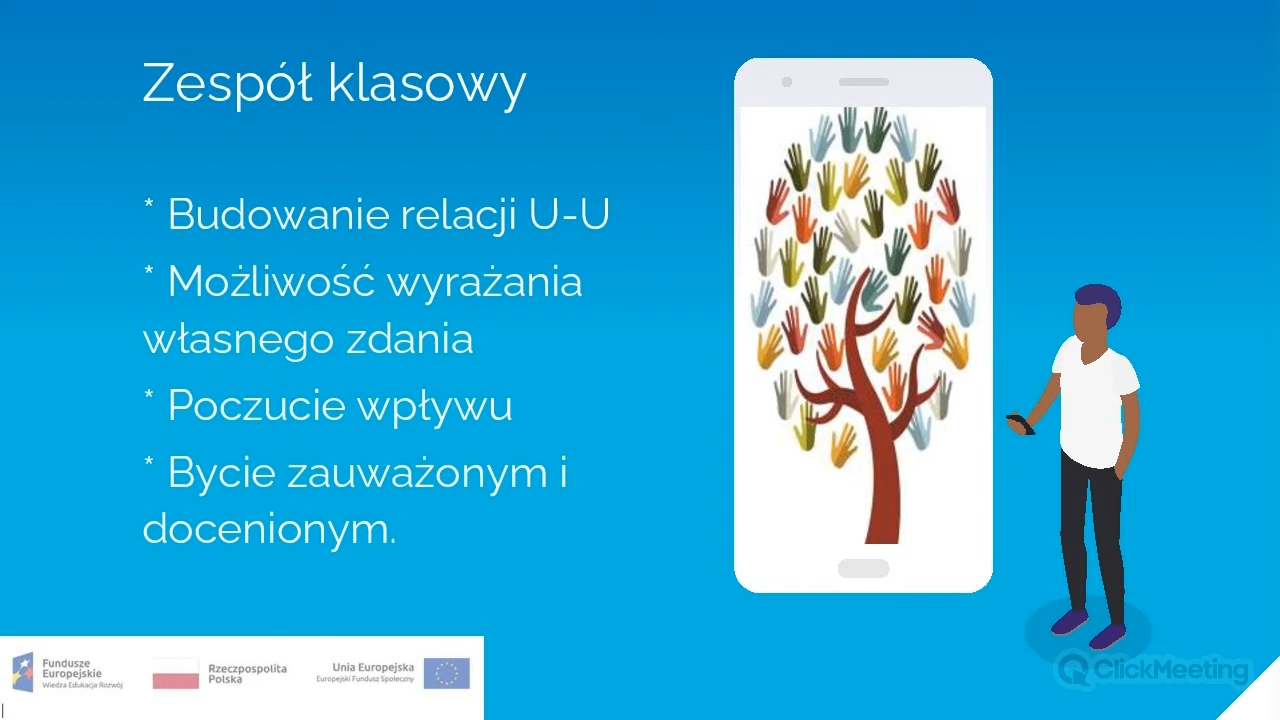 Zespół klasowy
* Budowanie relacji U-U
* Możliwość wyrażania
własnego zdania
* Poczucie wpływu
* Bycie zauważonym i
docenionym.
Fundusze
Europejskie
Wiedza Edukacja Rozwój
Rzeczpospolita
Polska
Unia Europejska
Europejski Fundusz Społeczny
ClickMeeting